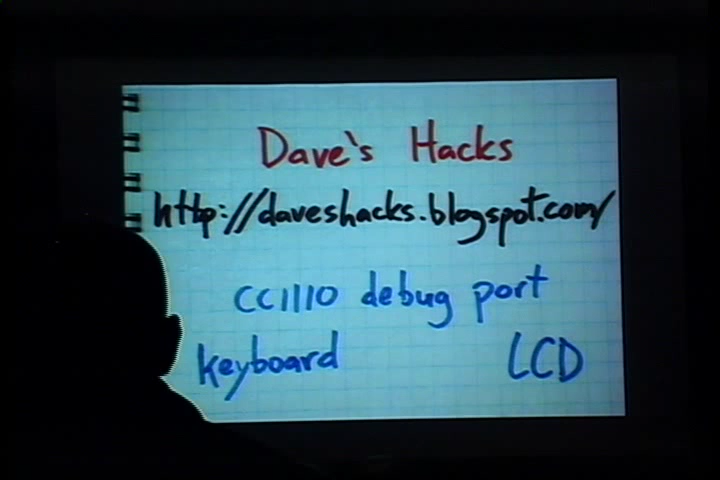 Dave's Hacks
http://daveshacks.blogspot.com/
CC1110 debug port
keyboard LCD